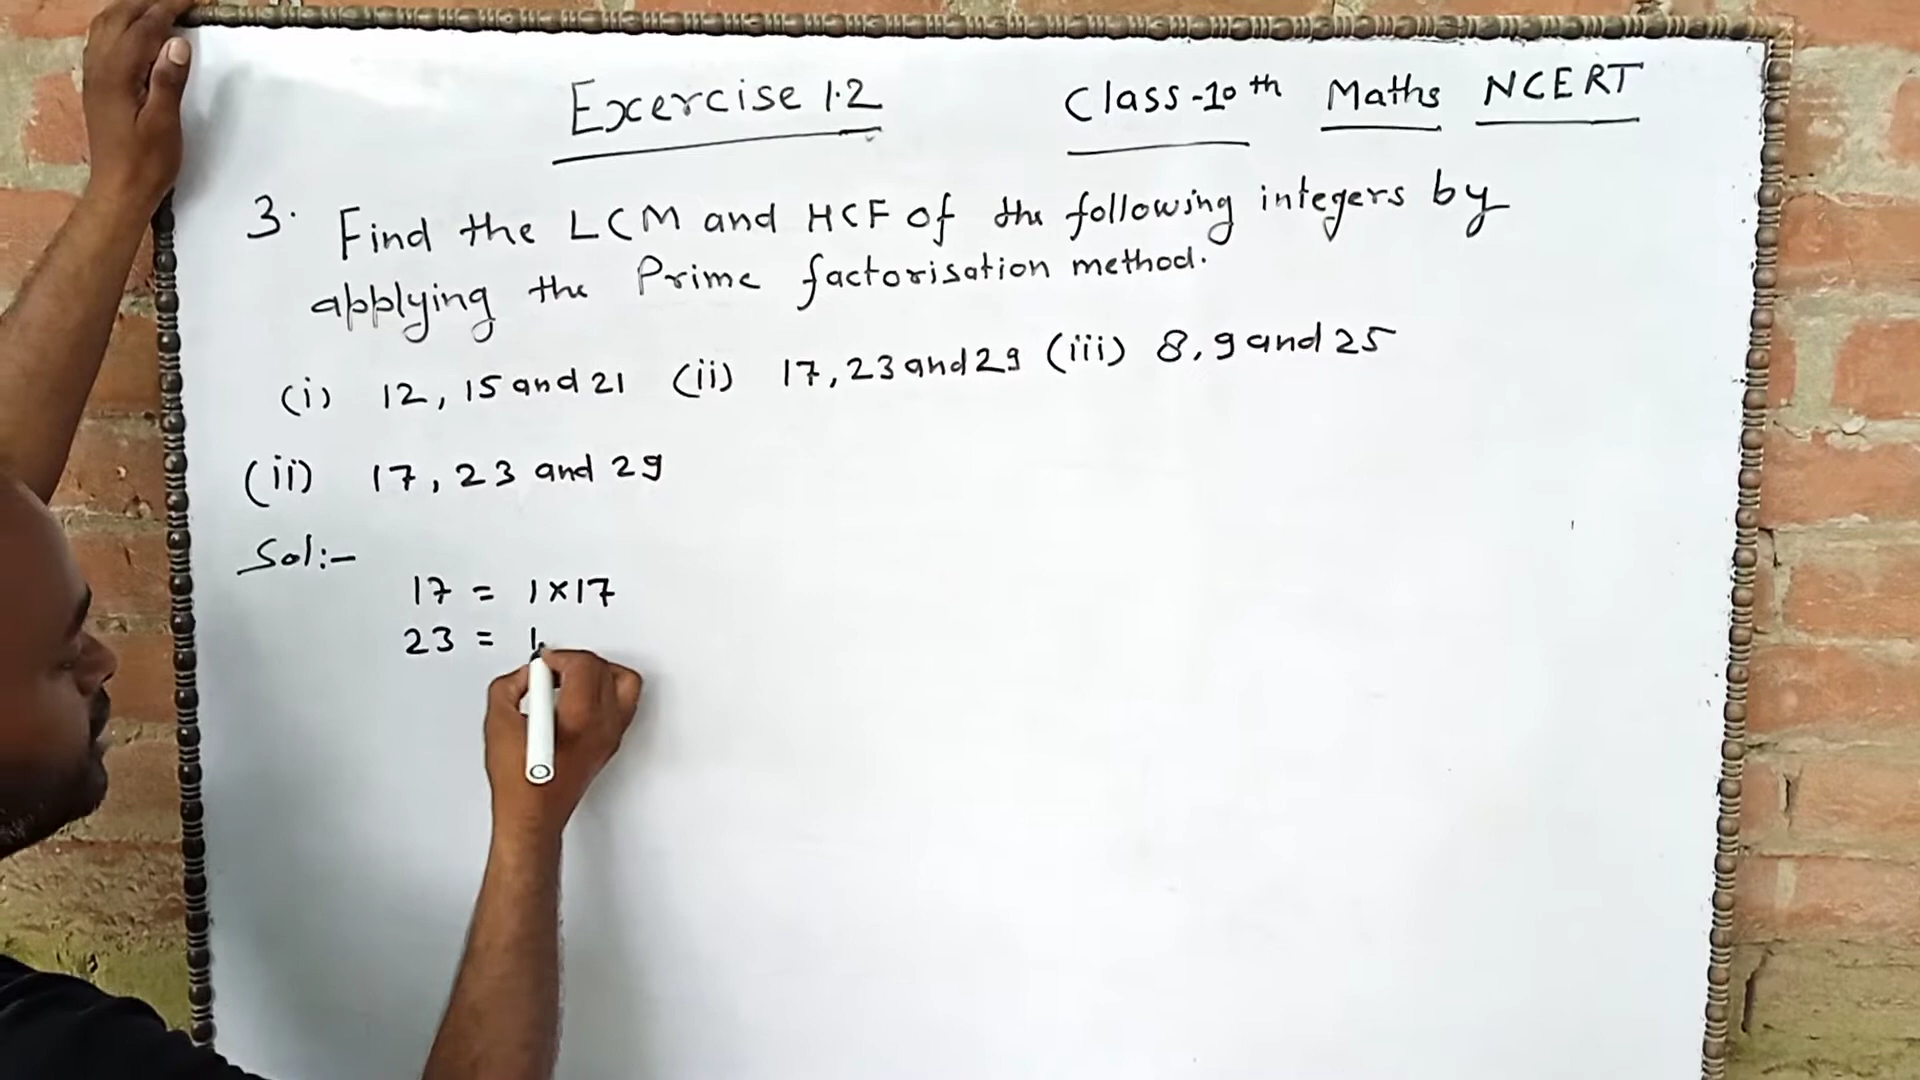 Excercise 1.2 Class-10th Maths NCERT
3. Find the LCM and HCF of the following integers by
applying the Prime factorisation method.
(i) 12, 15 and 21 (ii) 17, 23 and 29 (iii) 8, 9 and 25
(ii) 17, 23 and 29
Sol:-
17 = 1×17
23 = 1